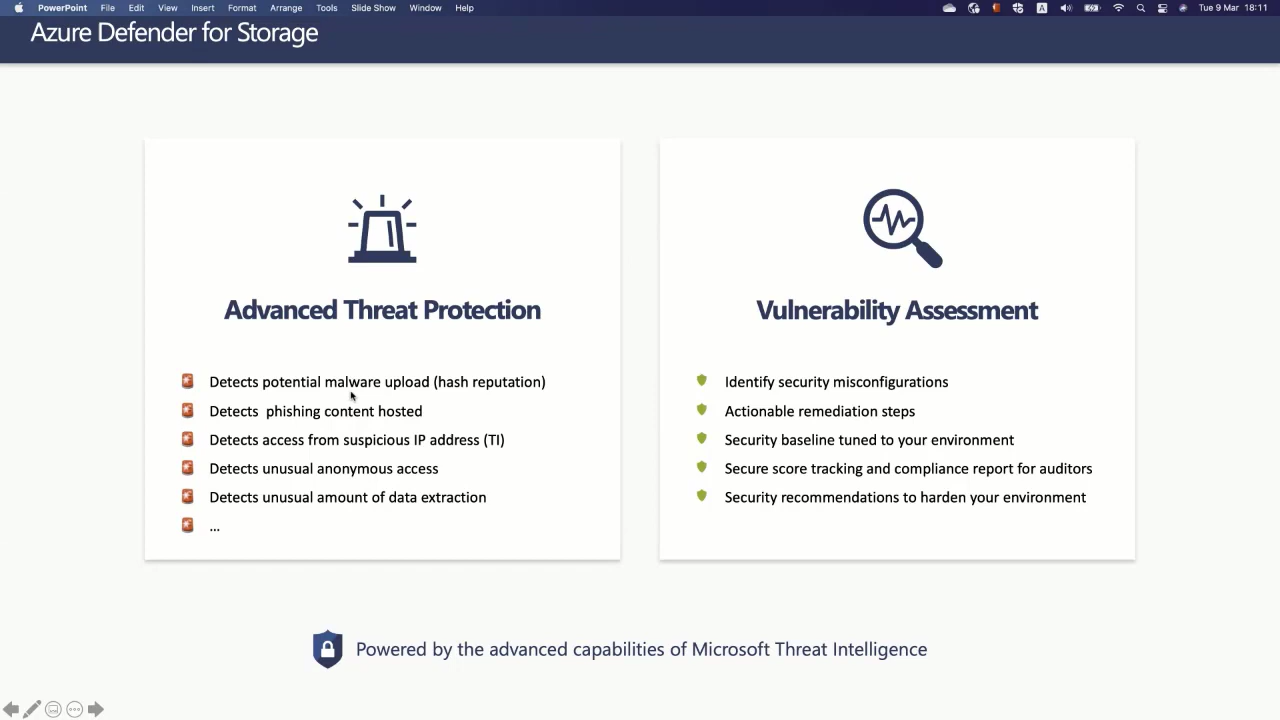 PowerPoint File Edit View Insert Format Arrange Tools Slide Show Window Help A Tue 9 Mar 18:11
Azure Defender for Storage
Advanced Threat Protection
Detects potential malware upload (hash reputation)
Detects  phishing content hosted
Detects access from suspicious IP address (TI)
Detects unusual anonymous access
Detects unusual amount of data extraction
...
Vulnerability Assessment
Identify security misconfigurations
Actionable remediation steps
Security baseline tuned to your environment
Secure score tracking and compliance report for auditors
Security recommendations to harden your environment
Powered by the advanced capabilities of Microsoft Threat Intelligence